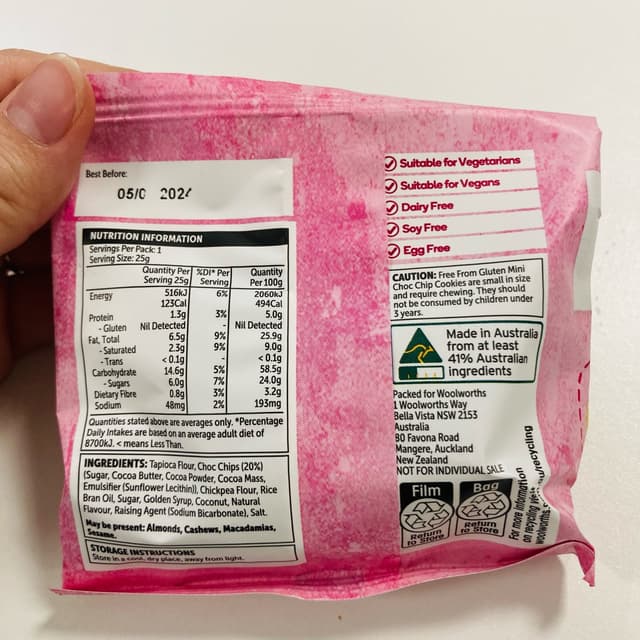 Best Before:
05/0 2024
NUTRITION INFORMATION
Servings Per Pack: 1
Serving Size: 25g
Quantity Per Serving 25g %DI* Per Serving Quantity Per 100g
Energy 516kJ 6% 2060kJ
123Cal 494Cal
Protein 1.3g 3% 5.0g
- Gluten Nil Detected Nil Detected
Fat, Total 6.5g 9% 25.9g
- Saturated 2.3g 9% 9.0g
- Trans < 0.1g - < 0.1g
Carbohydrate 14.6g 5% 58.5g
- Sugars 6.0g 7% 24.0g
Dietary Fibre 0.8g 3% 3.2g
Sodium 48mg 2% 193mg
Quantities stated above are averages only. *Percentage
Daily Intakes are based on an average adult diet of
8700kJ. < means Less Than.
INGREDIENTS: Tapioca Flour, Choc Chips (20%)
(Sugar, Cocoa Butter, Cocoa Powder, Cocoa Mass,
Emulsifier (Sunflower Lecithin)), Chickpea Flour, Rice
Bran Oil, Sugar, Golden Syrup, Coconut, Natural
Flavour, Raising Agent (Sodium Bicarbonate), Salt.
May be present: Almonds, Cashews, Macadamias,
Sesame.
STORAGE INSTRUCTIONS
Store in a cool, dry place, away from light.
Suitable for Vegetarians
Suitable for Vegans
Dairy Free
Soy Free
Egg Free
CAUTION: Free From Gluten Mini
Choc Chip Cookies are small in size
and require chewing. They should
not be consumed by children under
3 years.
Made in Australia
from at least
41% Australian
ingredients
Packed for Woolworths
1 Woolworths Way
Bella Vista NSW 2153
Australia
80 Favona Road
Mangere, Auckland
New Zealand
NOT FOR INDIVIDUAL SALE
Film
Return
to Store
Bag
Return
to Store
For more information
on recycling
woolworths. /recycling